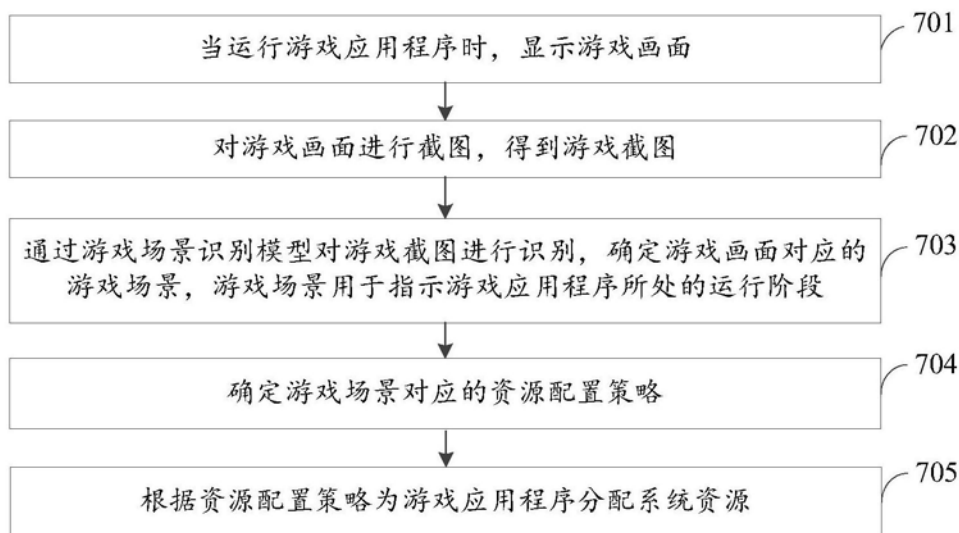 当运行游戏应用程序时，显示游戏画面
701
对游戏画面进行截图，得到游戏截图
702
通过游戏场景识别模型对游戏截图进行识别，确定游戏画面对应的
游戏场景，游戏场景用于指示游戏应用程序所处的运行阶段
703
确定游戏场景对应的资源配置策略
704
根据资源配置策略为游戏应用程序分配系统资源
705